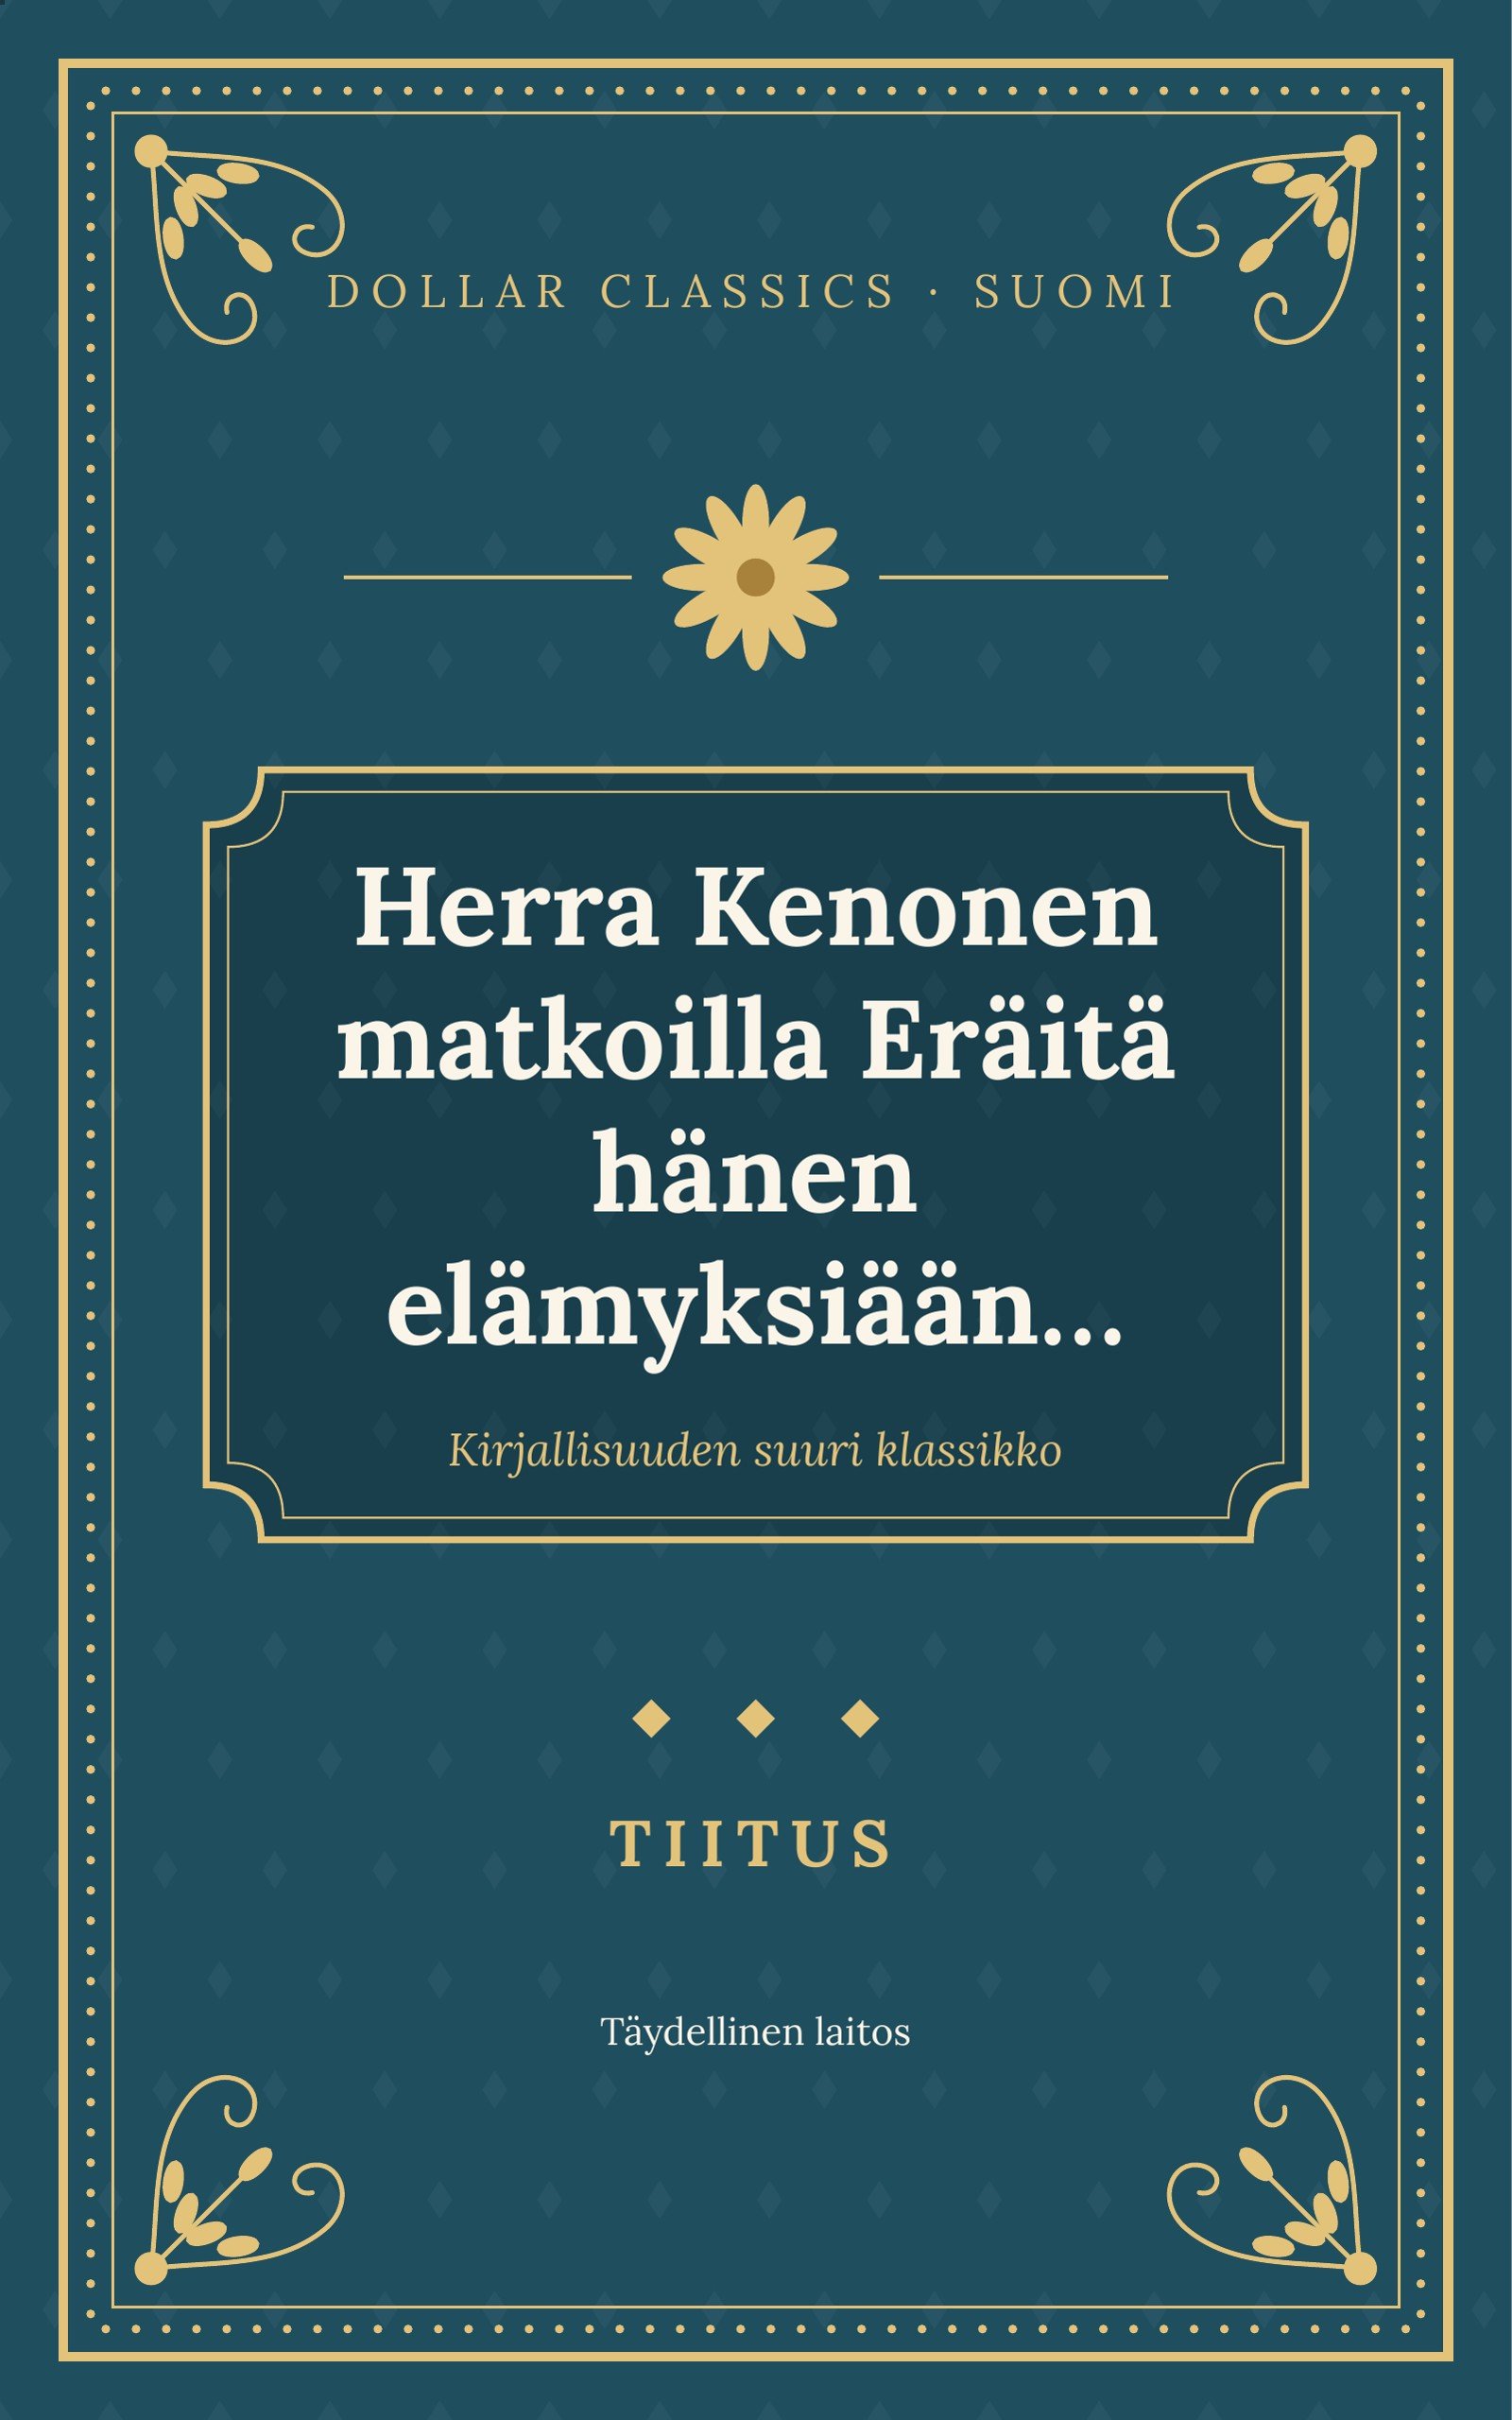 DOLLAR CLASSICS · SUOMI
Herra Kenonen
matkoilla Eräitä
hänen
elämyksiään...
Kirjallisuuden suuri klassikko
TIITUS
Täydellinen laitos